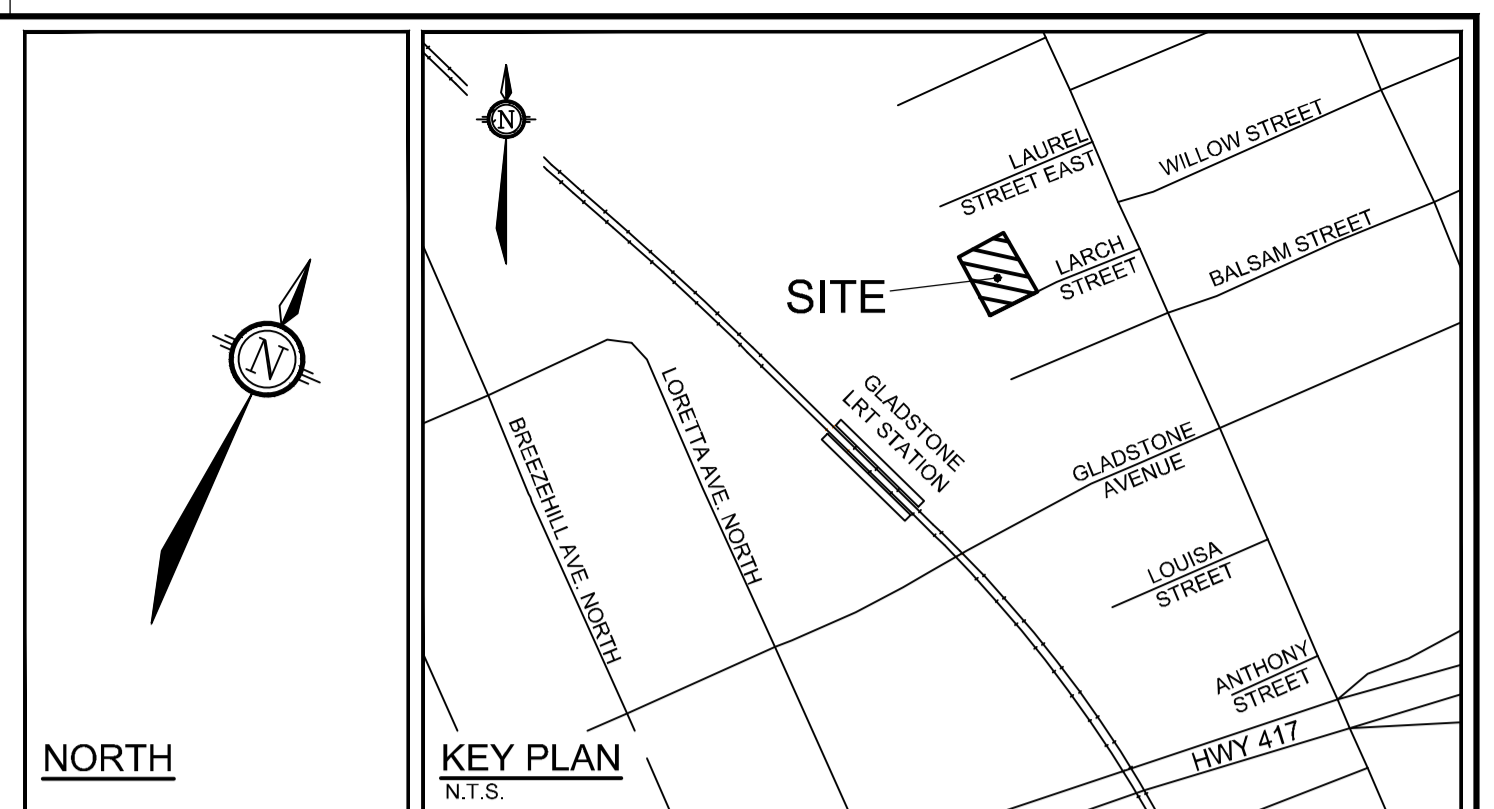 N
NORTH
N
LAUREL
STREET EAST
WILLOW STREET
LARCH
STREET
BALSAM STREET
SITE
GLADSTONE
LRT STATION
LORETTA AVE. NORTH
BREEZEHILL AVE. NORTH
GLADSTONE
AVENUE
LOUISA
STREET
ANTHONY
STREET
HWY 417
KEY PLAN
N.T.S.